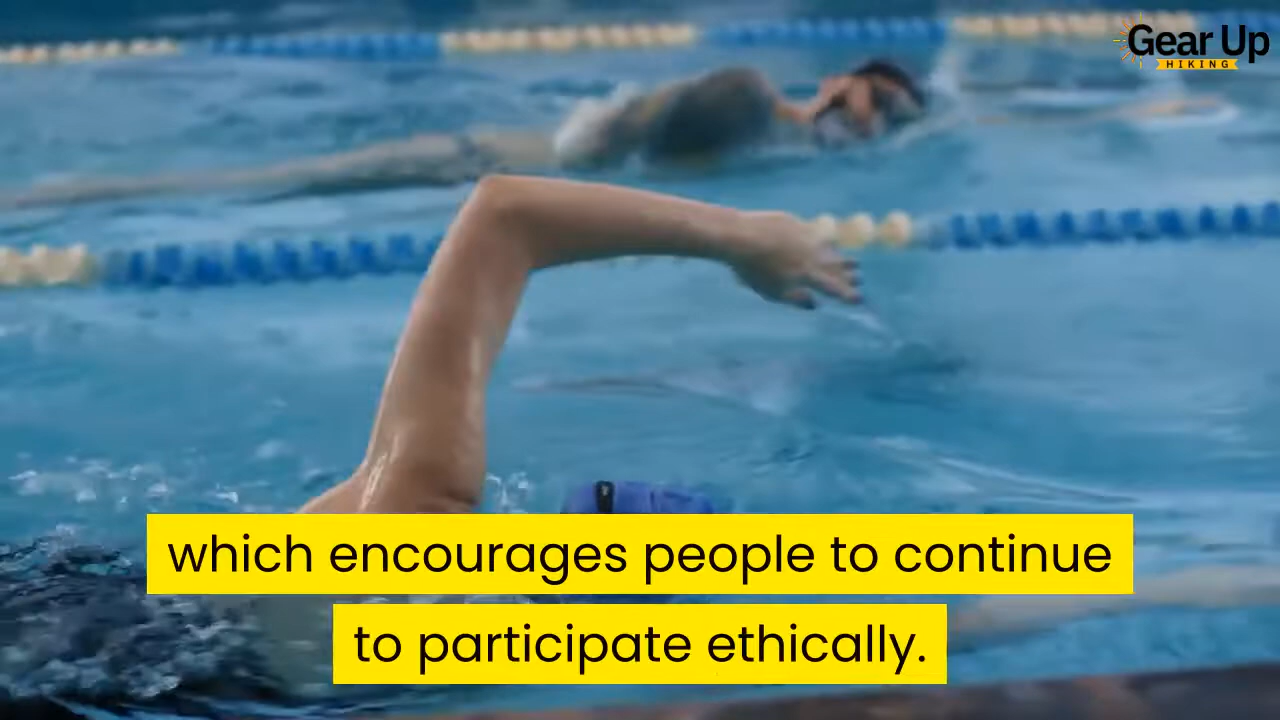 Gear Up
HIKING
which encourages people to continue
to participate ethically.